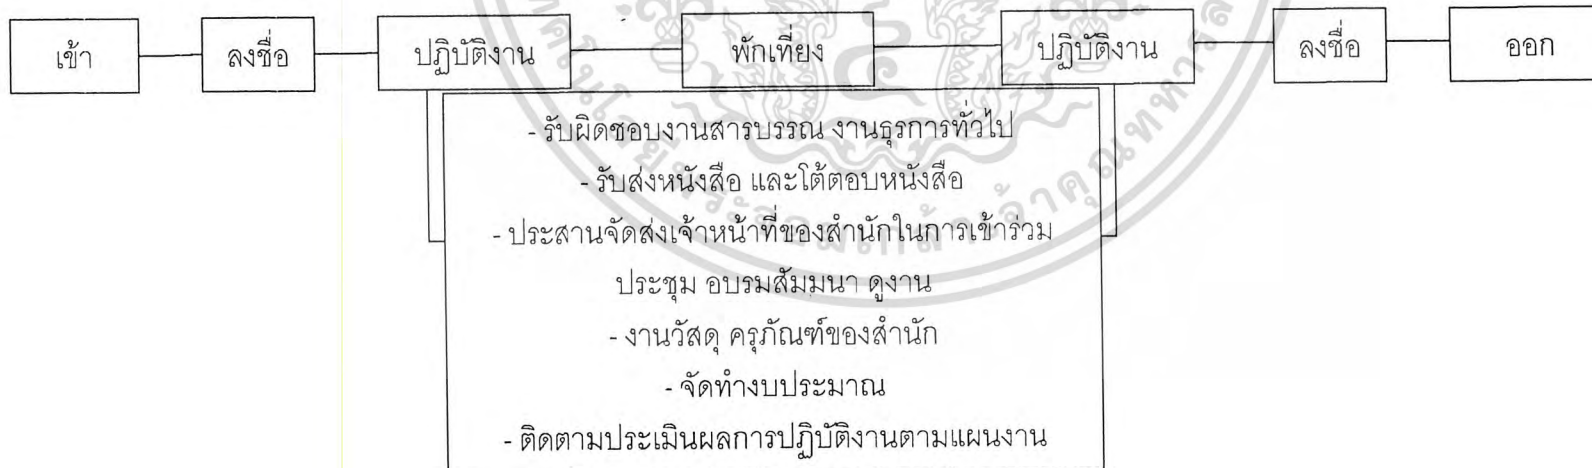 เข้า
ลงชื่อ
ปฏิบัติงาน
พักเที่ยง
ปฏิบัติงาน
ลงชื่อ
ออก
- รับผิดชอบงานสารบรรณ งานธุรการทั่วไป
- รับส่งหนังสือ และโต้ตอบหนังสือ
- ประสานจัดส่งเจ้าหน้าที่ของสำนักในการเข้าร่วม
ประชุม อบรมสัมมนา ดูงาน
- งานวัสดุ ครุภัณฑ์ของสำนัก
- จัดทำงบประมาณ
- ติดตามประเมินผลการปฏิบัติงานตามแผนงาน